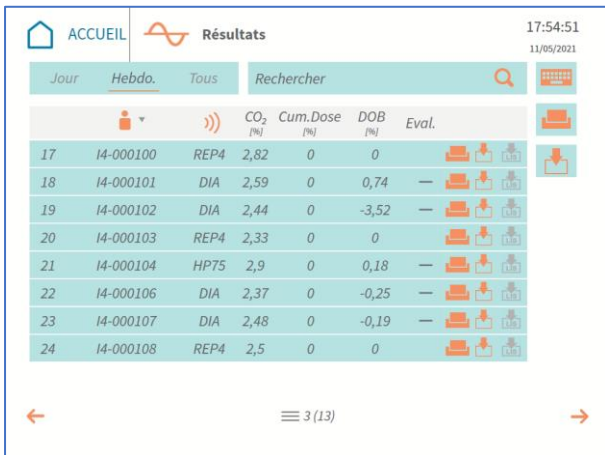 ACCUEIL Résultats 17:54:51
11/05/2021
Jour Hebdo. Tous Rechercher
CO2 Cum.Dose DOB Eval.
[%] [%] [%]
17 I4-000100 REP4 2,82 0 0
18 I4-000101 DIA 2,59 0 0,74 —
19 I4-000102 DIA 2,44 0 -3,52 —
20 I4-000103 REP4 2,33 0 0
21 I4-000104 HP75 2,9 0 0,18 —
22 I4-000106 DIA 2,37 0 -0,25 —
23 I4-000107 DIA 2,48 0 -0,19 —
24 I4-000108 REP4 2,5 0 0
3 (13)